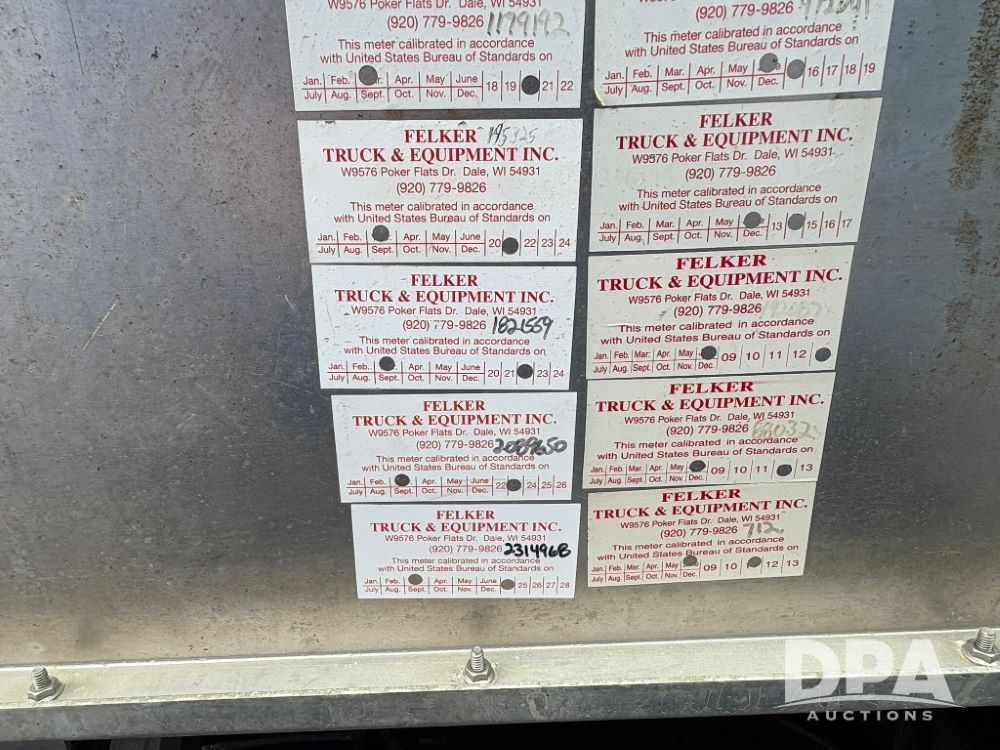 W9576 Poker Flats Dr. Dale, WI 54931
(920) 779-9826 1179192
This meter calibrated in accordance
with United States Bureau of Standards on
Jan. Feb. Apr. May June 18 19 21 22
July Aug. Sept. Oct. Nov. Dec.
FELKER
TRUCK & EQUIPMENT INC.
W9576 Poker Flats Dr. Dale, WI 54931
(920) 779-9826
This meter calibrated in accordance
with United States Bureau of Standards on
Jan. Feb. Apr. May June 20 22 23 24
July Aug. Sept. Oct. Nov. Dec.
FELKER
TRUCK & EQUIPMENT INC.
W9576 Poker Flats Dr. Dale, WI 54931
(920) 779-9826 1821559
This meter calibrated in accordance
with United States Bureau of Standards on
Jan. Feb. Apr. May June 20 21 23 24
July Aug. Sept. Oct. Nov. Dec.
FELKER
TRUCK & EQUIPMENT INC.
W9576 Poker Flats Dr. Dale, WI 54931
(920) 779-9826 2089650
This meter calibrated in accordance
with United States Bureau of Standards on
Jan. Feb. Apr. May June 22 24 25 26
July Aug. Sept. Oct. Nov. Dec.
FELKER
TRUCK & EQUIPMENT INC.
W9576 Poker Flats Dr. Dale, WI 54931
(920) 779-9826 2314968
This meter calibrated in accordance
with United States Bureau of Standards on
Jan. Feb. Apr. May June 25 26 27 28
July Aug. Sept. Oct. Nov. Dec.
(920) 779-9826
This meter calibrated in accordance
with United States Bureau of Standards on
Jan. Feb. Mar. Apr. May 16 17 18 19
July Aug. Sept. Oct. Nov. Dec.
FELKER
TRUCK & EQUIPMENT INC.
W9576 Poker Flats Dr. Dale, WI 54931
(920) 779-9826
This meter calibrated in accordance
with United States Bureau of Standards on
Jan. Feb. Mar. Apr. May 13 15 16 17
July Aug. Sept. Oct. Nov. Dec.
FELKER
TRUCK & EQUIPMENT INC.
W9576 Poker Flats Dr. Dale, WI 54931
(920) 779-9826
This meter calibrated in accordance
with United States Bureau of Standards on
Jan. Feb. Mar. Apr. May 09 10 11 12
July Aug. Sept. Oct. Nov. Dec.
FELKER
TRUCK & EQUIPMENT INC.
W9576 Poker Flats Dr. Dale, WI 54931
(920) 779-9826
This meter calibrated in accordance
with United States Bureau of Standards on
Jan. Feb. Mar. Apr. May 09 10 11 13
July Aug. Sept. Oct. Nov. Dec.
FELKER
TRUCK & EQUIPMENT INC.
W9576 Poker Flats Dr. Dale, WI 54931
(920) 779-9826 712
This meter calibrated in accordance
with United States Bureau of Standards on
Jan. Feb. Mar. Apr. May 09 10 12 13
July Aug. Sept. Oct. Nov. Dec.
DPA
AUCTIONS